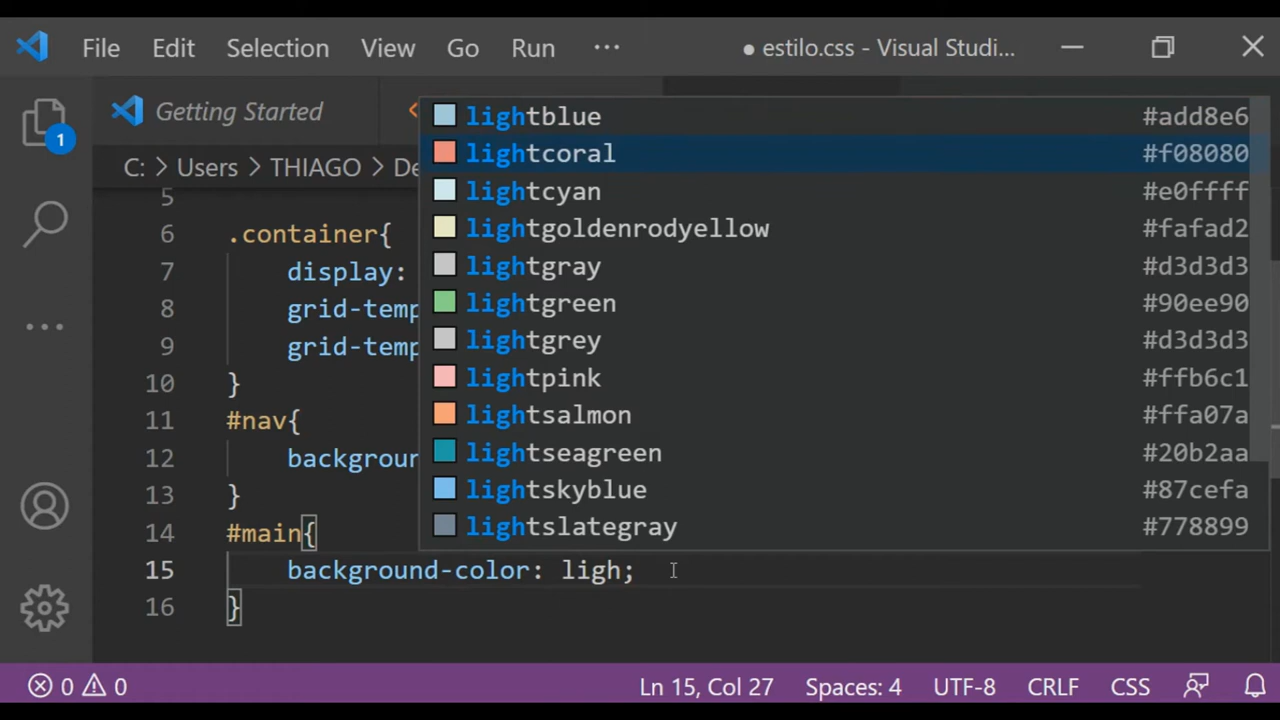 File Edit Selection View Go Run ··· ● estilo.css - Visual Studi...
1
Getting Started
C: > Users > THIAGO > De
5
6 .container{
7 display:
8 grid-temp
9 grid-temp
10 }
11 #nav{
12 backgroun
13 }
14 #main{
15 background-color: ligh;
16 }
lightblue #add8e6
lightcoral #f08080
lightcyan #e0ffff
lightgoldenrodyellow #fafad2
lightgray #d3d3d3
lightgreen #90ee90
lightgrey #d3d3d3
lightpink #ffb6c1
lightsalmon #ffa07a
lightseagreen #20b2aa
lightskyblue #87cefa
lightslategray #778899
0 0 Ln 15, Col 27 Spaces: 4 UTF-8 CRLF CSS